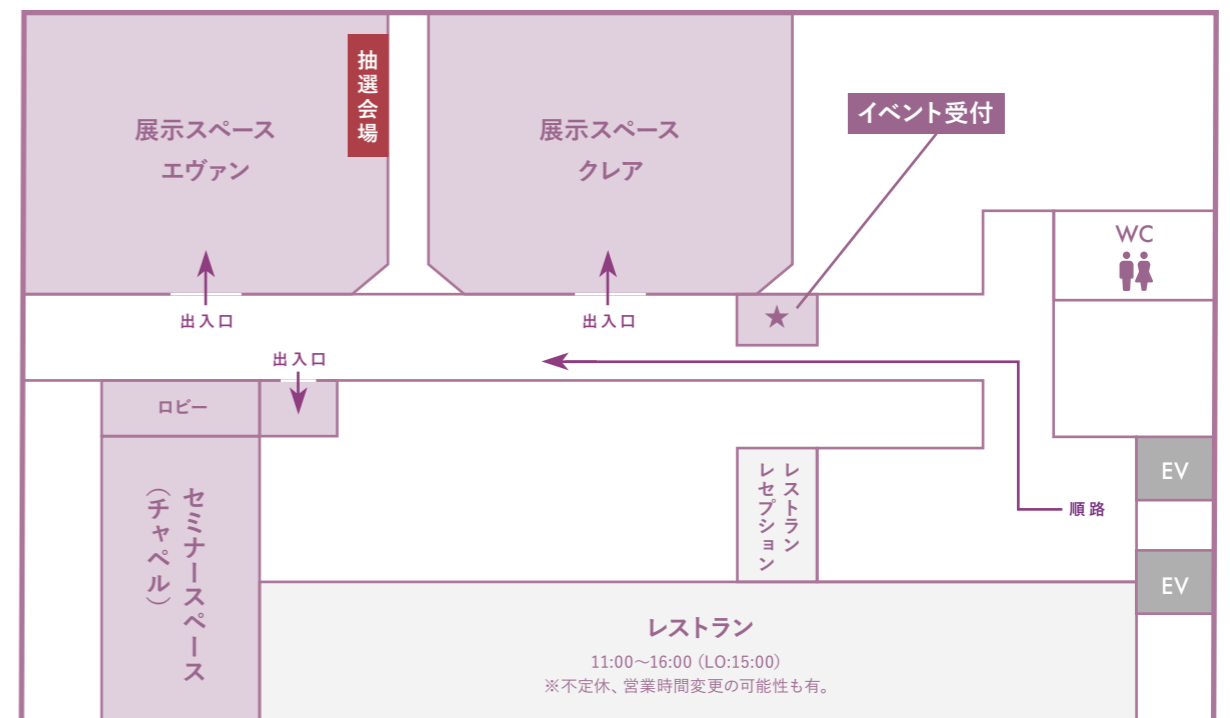 抽選会場
展示スペース
エヴァン
展示スペース
クレア
イベント受付
WC
出入口
出入口
★
出入口
ロビー
EV
レストラン
レセプション
順路
セミナースペース
（チャペル）
EV
レストラン
11:00～16:00 (LO:15:00)
※不定休、営業時間変更の可能性も有。